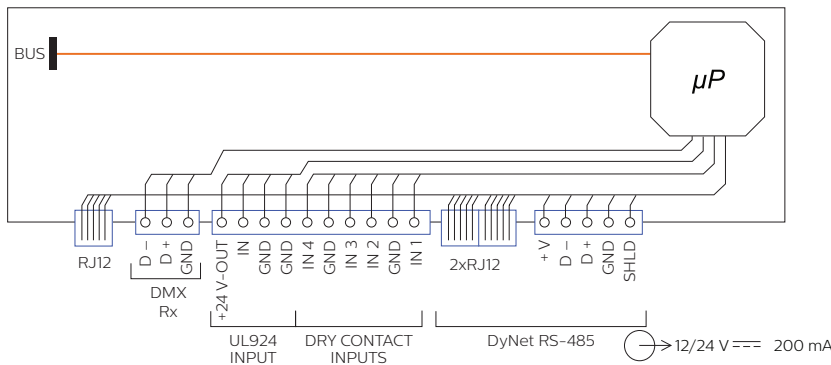 BUS
µP
RJ12
D –
D +
GND
+24 V-OUT
IN
GND
GND
IN 4
GND
IN 3
IN 2
GND
IN 1
2xRJ12
+ V
D –
D +
GND
SHLD
DMX
Rx
UL924
INPUT
DRY CONTACT
INPUTS
DyNet RS-485
12/24 V 200 mA